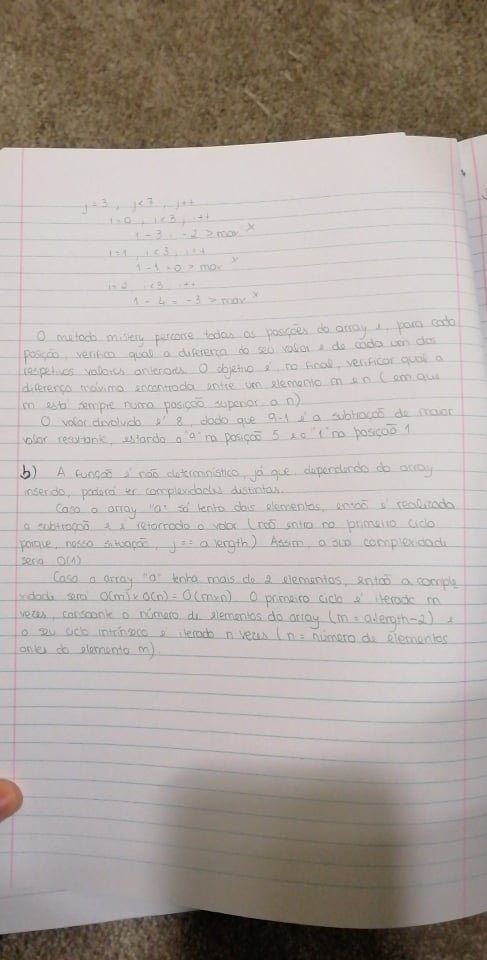 j=3, j<7, j++
i=0, i<3, i++
1-3 = -2 > max x
i=1, i<3, i++
1-1=0 > max x
i=2, i<3, i++
1-4 = -3 > max x
O método mistery percorre todas as posições do array e, para cada
posição, verifica qual a diferença do seu valor e de cada um dos
respetivos valores anteriores. O objetivo é, no final, verificar qual a
diferença máxima encontrada entre um elemento m e n (em que
m está sempre numa posição superior a n)
O valor devolvido é 8, dado que 9-1 é a subtração de maior
valor resultante, estando o "9" na posição 5 e o "1" na posição 1
b) A função é não determinística, já que, dependendo do array
inserido, poderá ter complexidades distintas.
Caso o array "a" só tenha dois elementos, então é realizada
a subtração e é retornado o valor (não entra no primeiro ciclo
porque, nessa situação, j == a.length.) Assim, a sua complexidade
seria O(1)
Caso o array "a" tenha mais de 2 elementos, então a comple-
xidade será O(m) x O(n) = O(mxn) O primeiro ciclo é iterado m
vezes, consoante o número de elementos do array (m = a.length-2) e
o seu ciclo intrínseco é iterado n vezes (n = número de elementos
antes do elemento m).